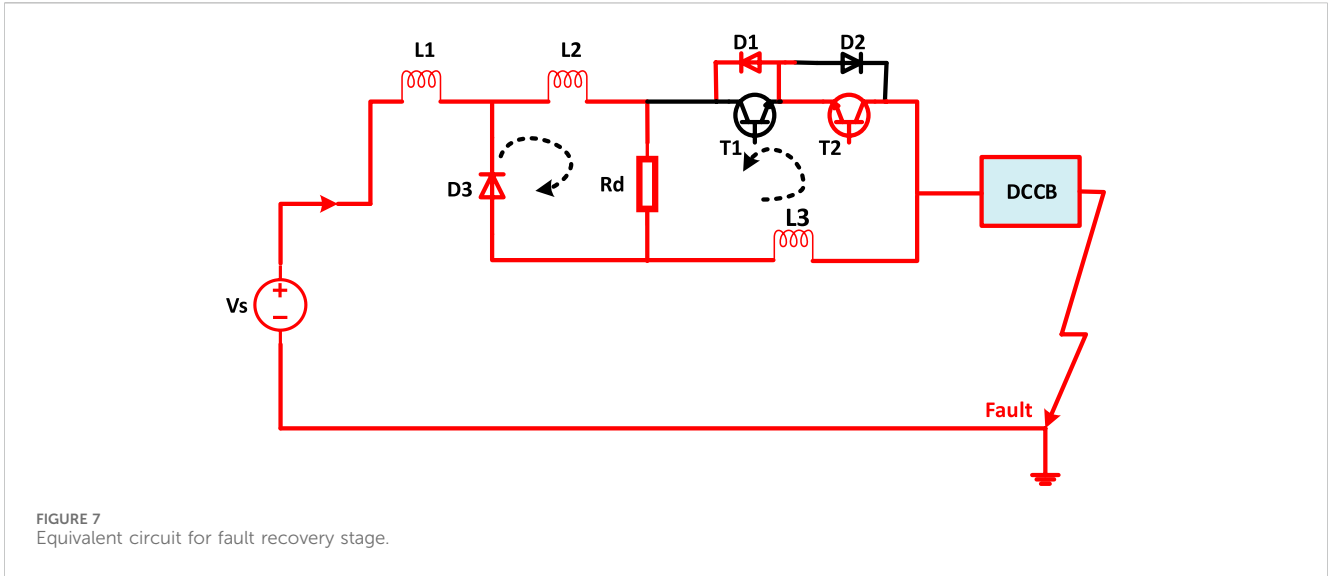 L1
L2
D1
D2
T1
T2
D3
Rd
L3
DCCB
Vs
+
−
Fault
FIGURE 7
Equivalent circuit for fault recovery stage.